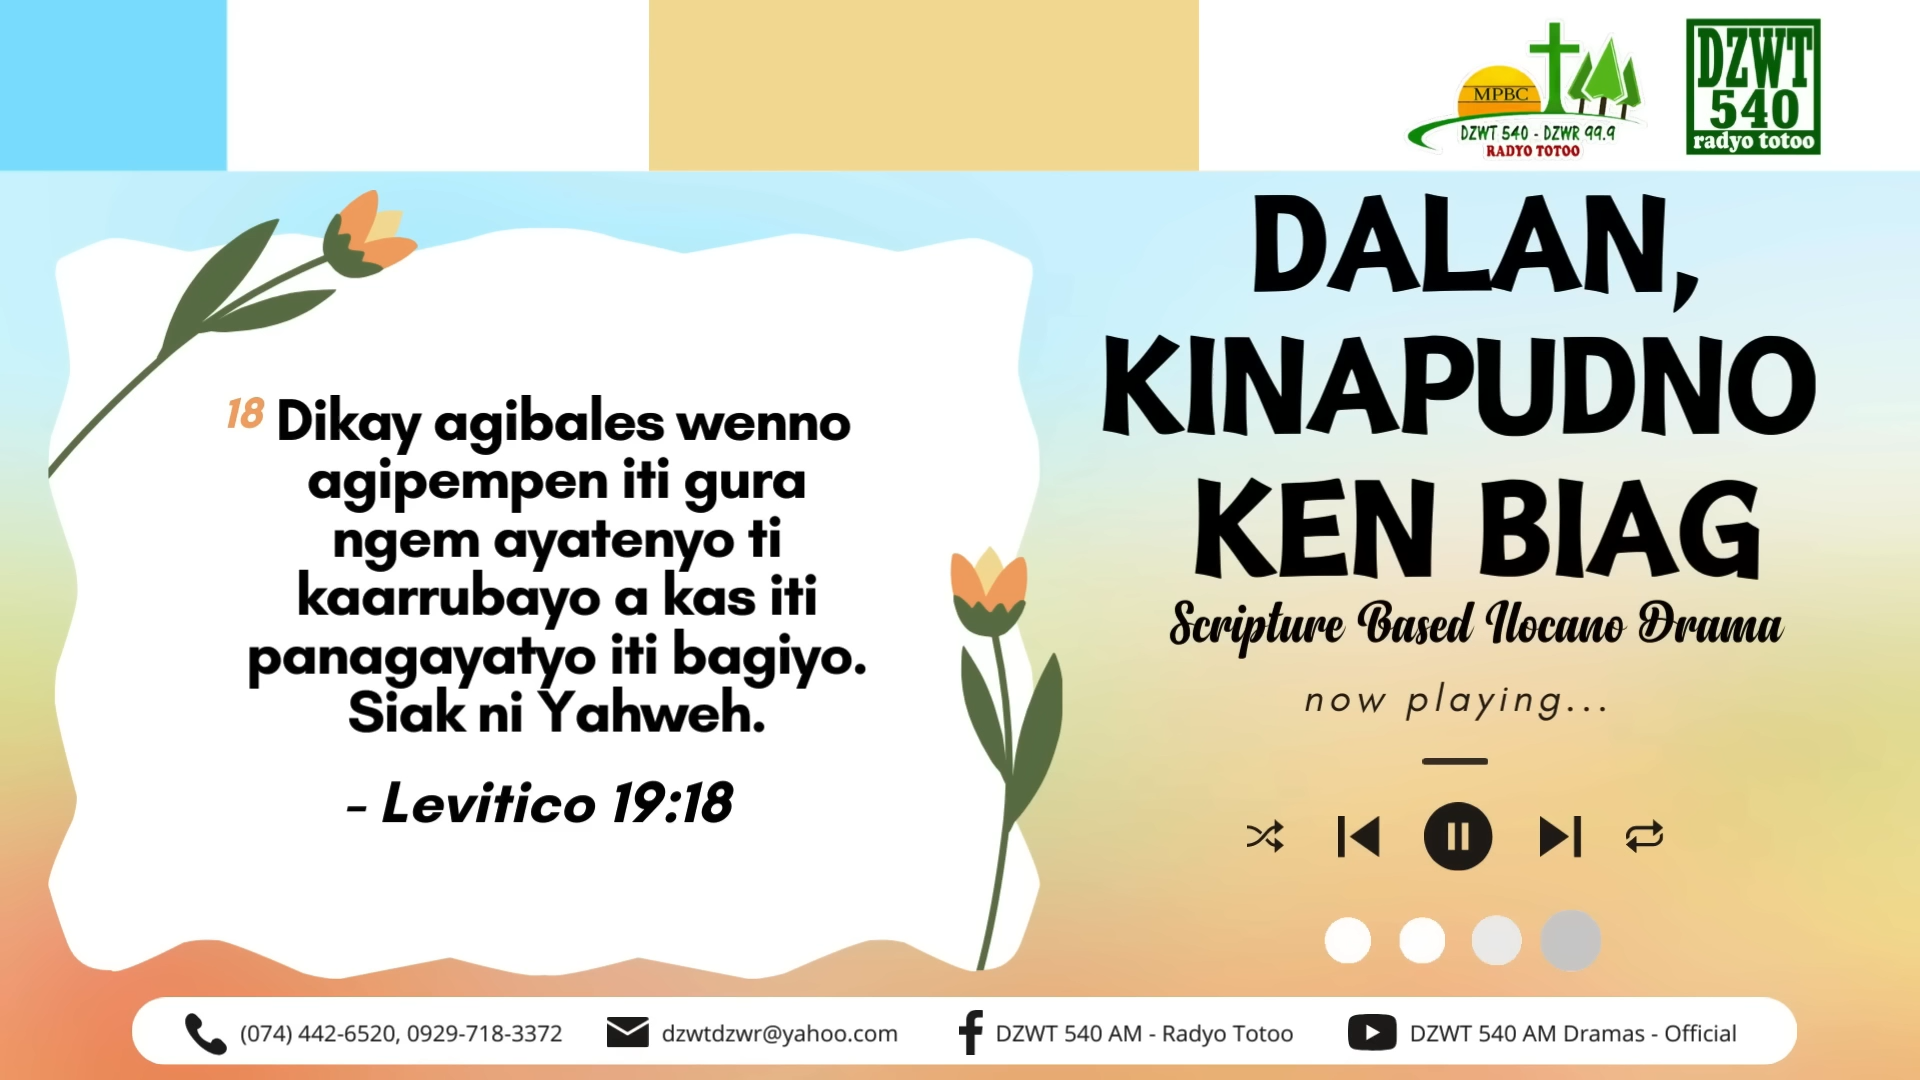 MPBC
DZWT 540 - DZWR 99.9
RADYO TOTOO
DZWT
540
radyo totoo
18 Dikay agibales wenno
agipempen iti gura
ngem ayatenyo ti
kaarrubayo a kas iti
panagayatyo iti bagiyo.
Siak ni Yahweh.
- Levitico 19:18
DALAN,
KINAPUDNO
KEN BIAG
Scripture Based Ilocano Drama
now playing...
(074) 442-6520, 0929-718-3372
dzwtdzwr@yahoo.com
DZWT 540 AM - Radyo Totoo
DZWT 540 AM Dramas - Official